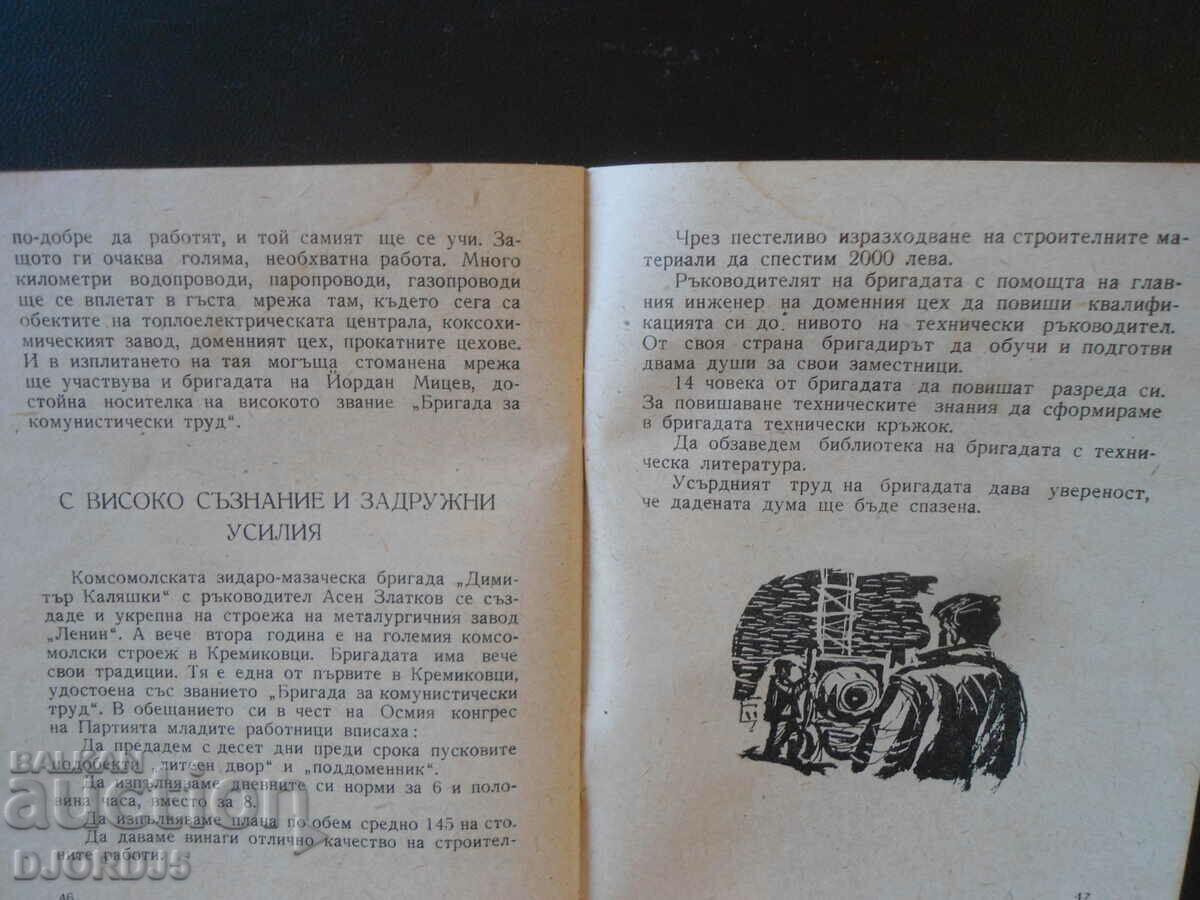 по-добре да работят, и той самият ще се учи. За-
щото ги очаква голяма, необхватна работа. Много
километри водопроводи, паропроводи, газопроводи
ще се вплетат в гъста мрежа там, където сега са
обектите на топлоелектрическата централа, коксохи-
мическият завод, доменният цех, прокатните цехове.
И в изплитането на тая могъща стоманена мрежа
ще участвува и бригадата на Йордан Мицев, до-
стойна носителка на високото звание „Бригада за
комунистически труд“.
С ВИСОКО СЪЗНАНИЕ И ЗАДРУЖНИ
УСИЛИЯ
Комсомолската зидаро-мазаческа бригада „Дими-
тър Каляшки“ с ръководител Асен Златков се създ-
аде и укрепна на строежа на металургичния завод
„Ленин“. А вече втора година е на големия комсо-
молски строеж в Кремиковци. Бригадата има вече
свои традиции. Тя е една от първите в Кремиковци,
удостоена със званието „Бригада за комунистически
труд“. В обещанието си в чест на Осмия конгрес
на Партията младите работници вписаха:
Да предадем с десет дни преди срока пусковите
подобекти „литеен двор“ и „поддоменник“.
Да изпълняваме дневните си норми за 6 и поло-
вина часа, вместо за 8.
Да изпълняваме плана по обем средно 145 на сто.
Да даваме винаги отлично качество на строител-
ните работи.
46
Чрез пестеливо изразходване на строителните ма-
териали да спестим 2000 лева.
Ръководителят на бригадата с помощта на глав-
ния инженер на доменния цех да повиши квалифи-
кацията си до нивото на технически ръководител.
От своя страна бригадирът да обучи и подготви
двама души за свои заместници.
14 човека от бригадата да повишат разреда си.
За повишаване техническите знания да сформираме
в бригадата технически кръжок.
Да обзаведем библиотека на бригадата с техни-
ческа литература.
Усърдният труд на бригадата дава увереност,
че дадената дума ще бъде спазена.
47
БАЛКАН
auction
DJORDJ5